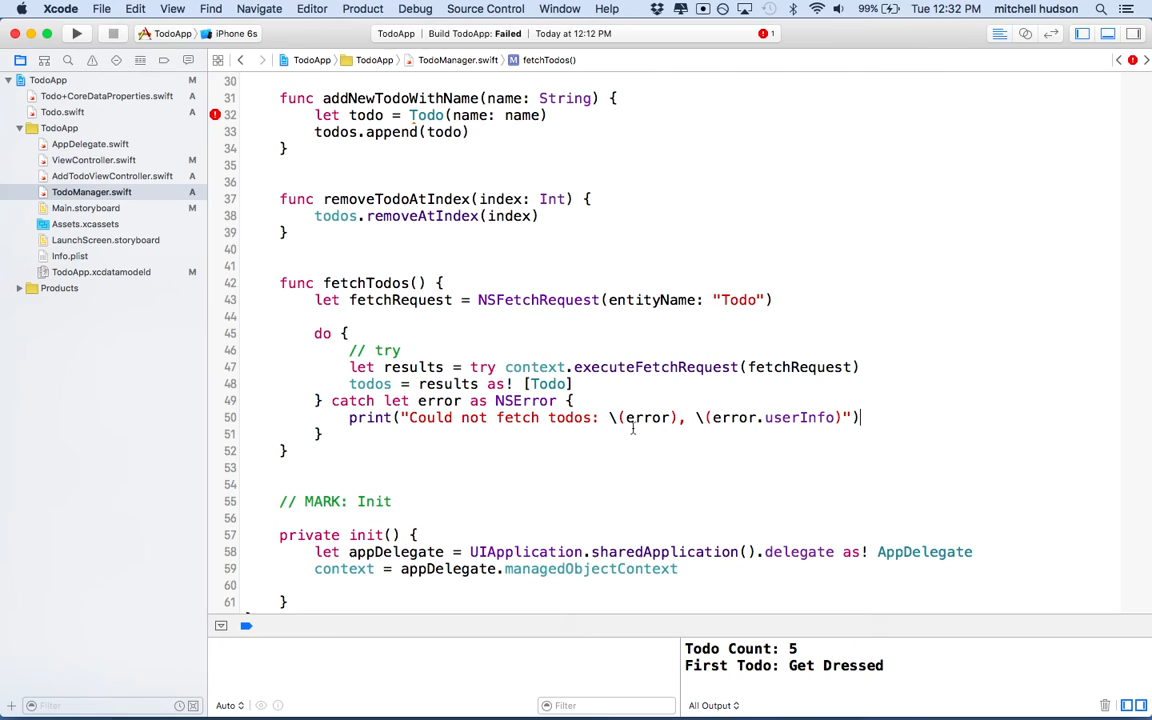 Xcode File Edit View Find Navigate Editor Product Debug Source Control Window Help 99% Tue 12:32 PM mitchell hudson
TodoApp iPhone 6s TodoApp Build TodoApp: Failed Today at 12:12 PM 1
TodoApp TodoApp TodoManager.swift M fetchTodos()
TodoApp M
Todo+CoreDataProperties.swift A
Todo.swift A
TodoApp
AppDelegate.swift
ViewController.swift M
AddTodoViewController.swift A
TodoManager.swift A
Main.storyboard M
Assets.xcassets
LaunchScreen.storyboard
Info.plist
TodoApp.xcdatamodeld M
Products
Filter
30
31 func addNewTodoWithName(name: String) {
32 let todo = Todo(name: name)
33 todos.append(todo)
34 }
35
36
37 func removeTodoAtIndex(index: Int) {
38 todos.removeAtIndex(index)
39 }
40
41
42 func fetchTodos() {
43 let fetchRequest = NSFetchRequest(entityName: "Todo")
44
45 do {
46 // try
47 let results = try context.executeFetchRequest(fetchRequest)
48 todos = results as! [Todo]
49 } catch let error as NSError {
50 print("Could not fetch todos: \(error), \(error.userInfo)")
51 }
52 }
53
54
55 // MARK: Init
56
57 private init() {
58 let appDelegate = UIApplication.sharedApplication().delegate as! AppDelegate
59 context = appDelegate.managedObjectContext
60
61 }
Todo Count: 5
First Todo: Get Dressed
Auto Filter All Output